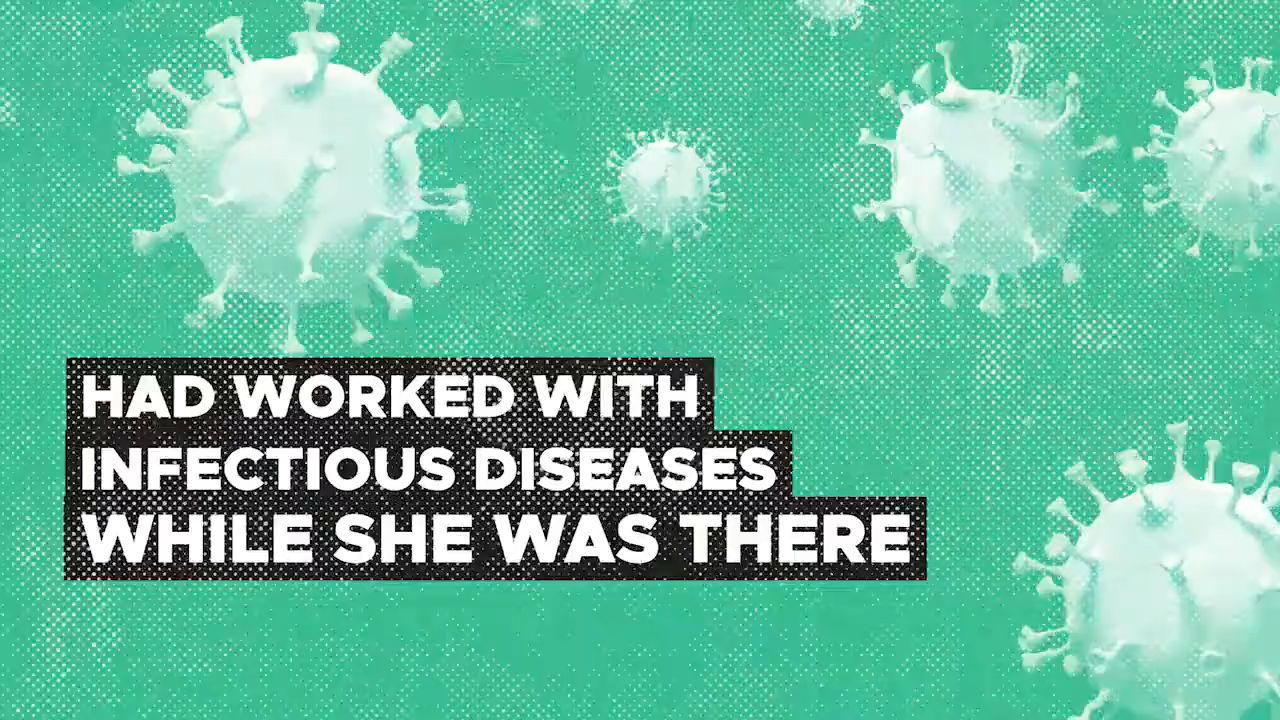 HAD WORKED WITH
INFECTIOUS DISEASES
WHILE SHE WAS THERE